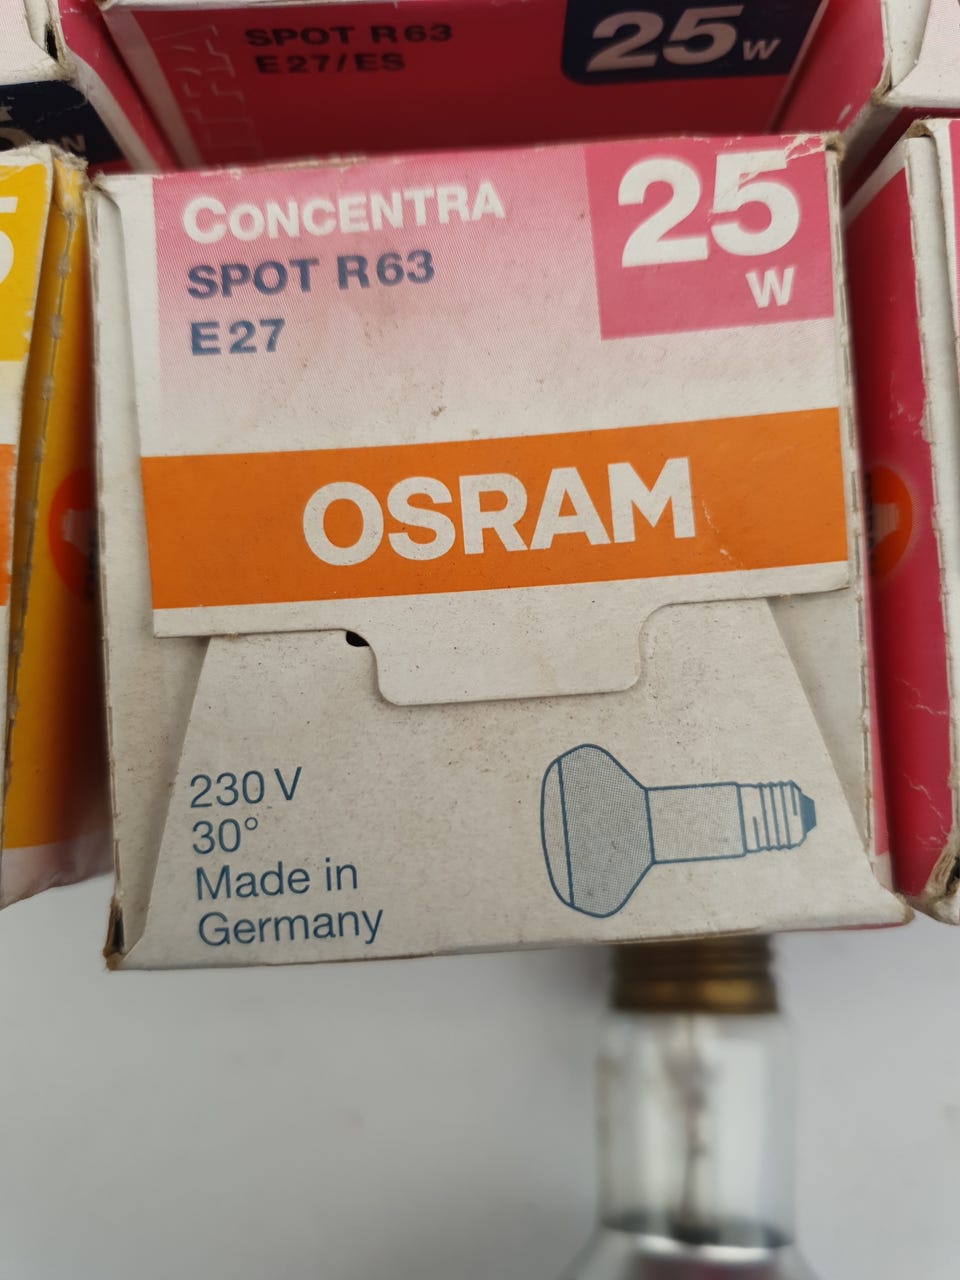 SPOT R63
E27/ES
25W
CONCENTRA
SPOT R63
E27
25
W
OSRAM
230 V
30°
Made in
Germany